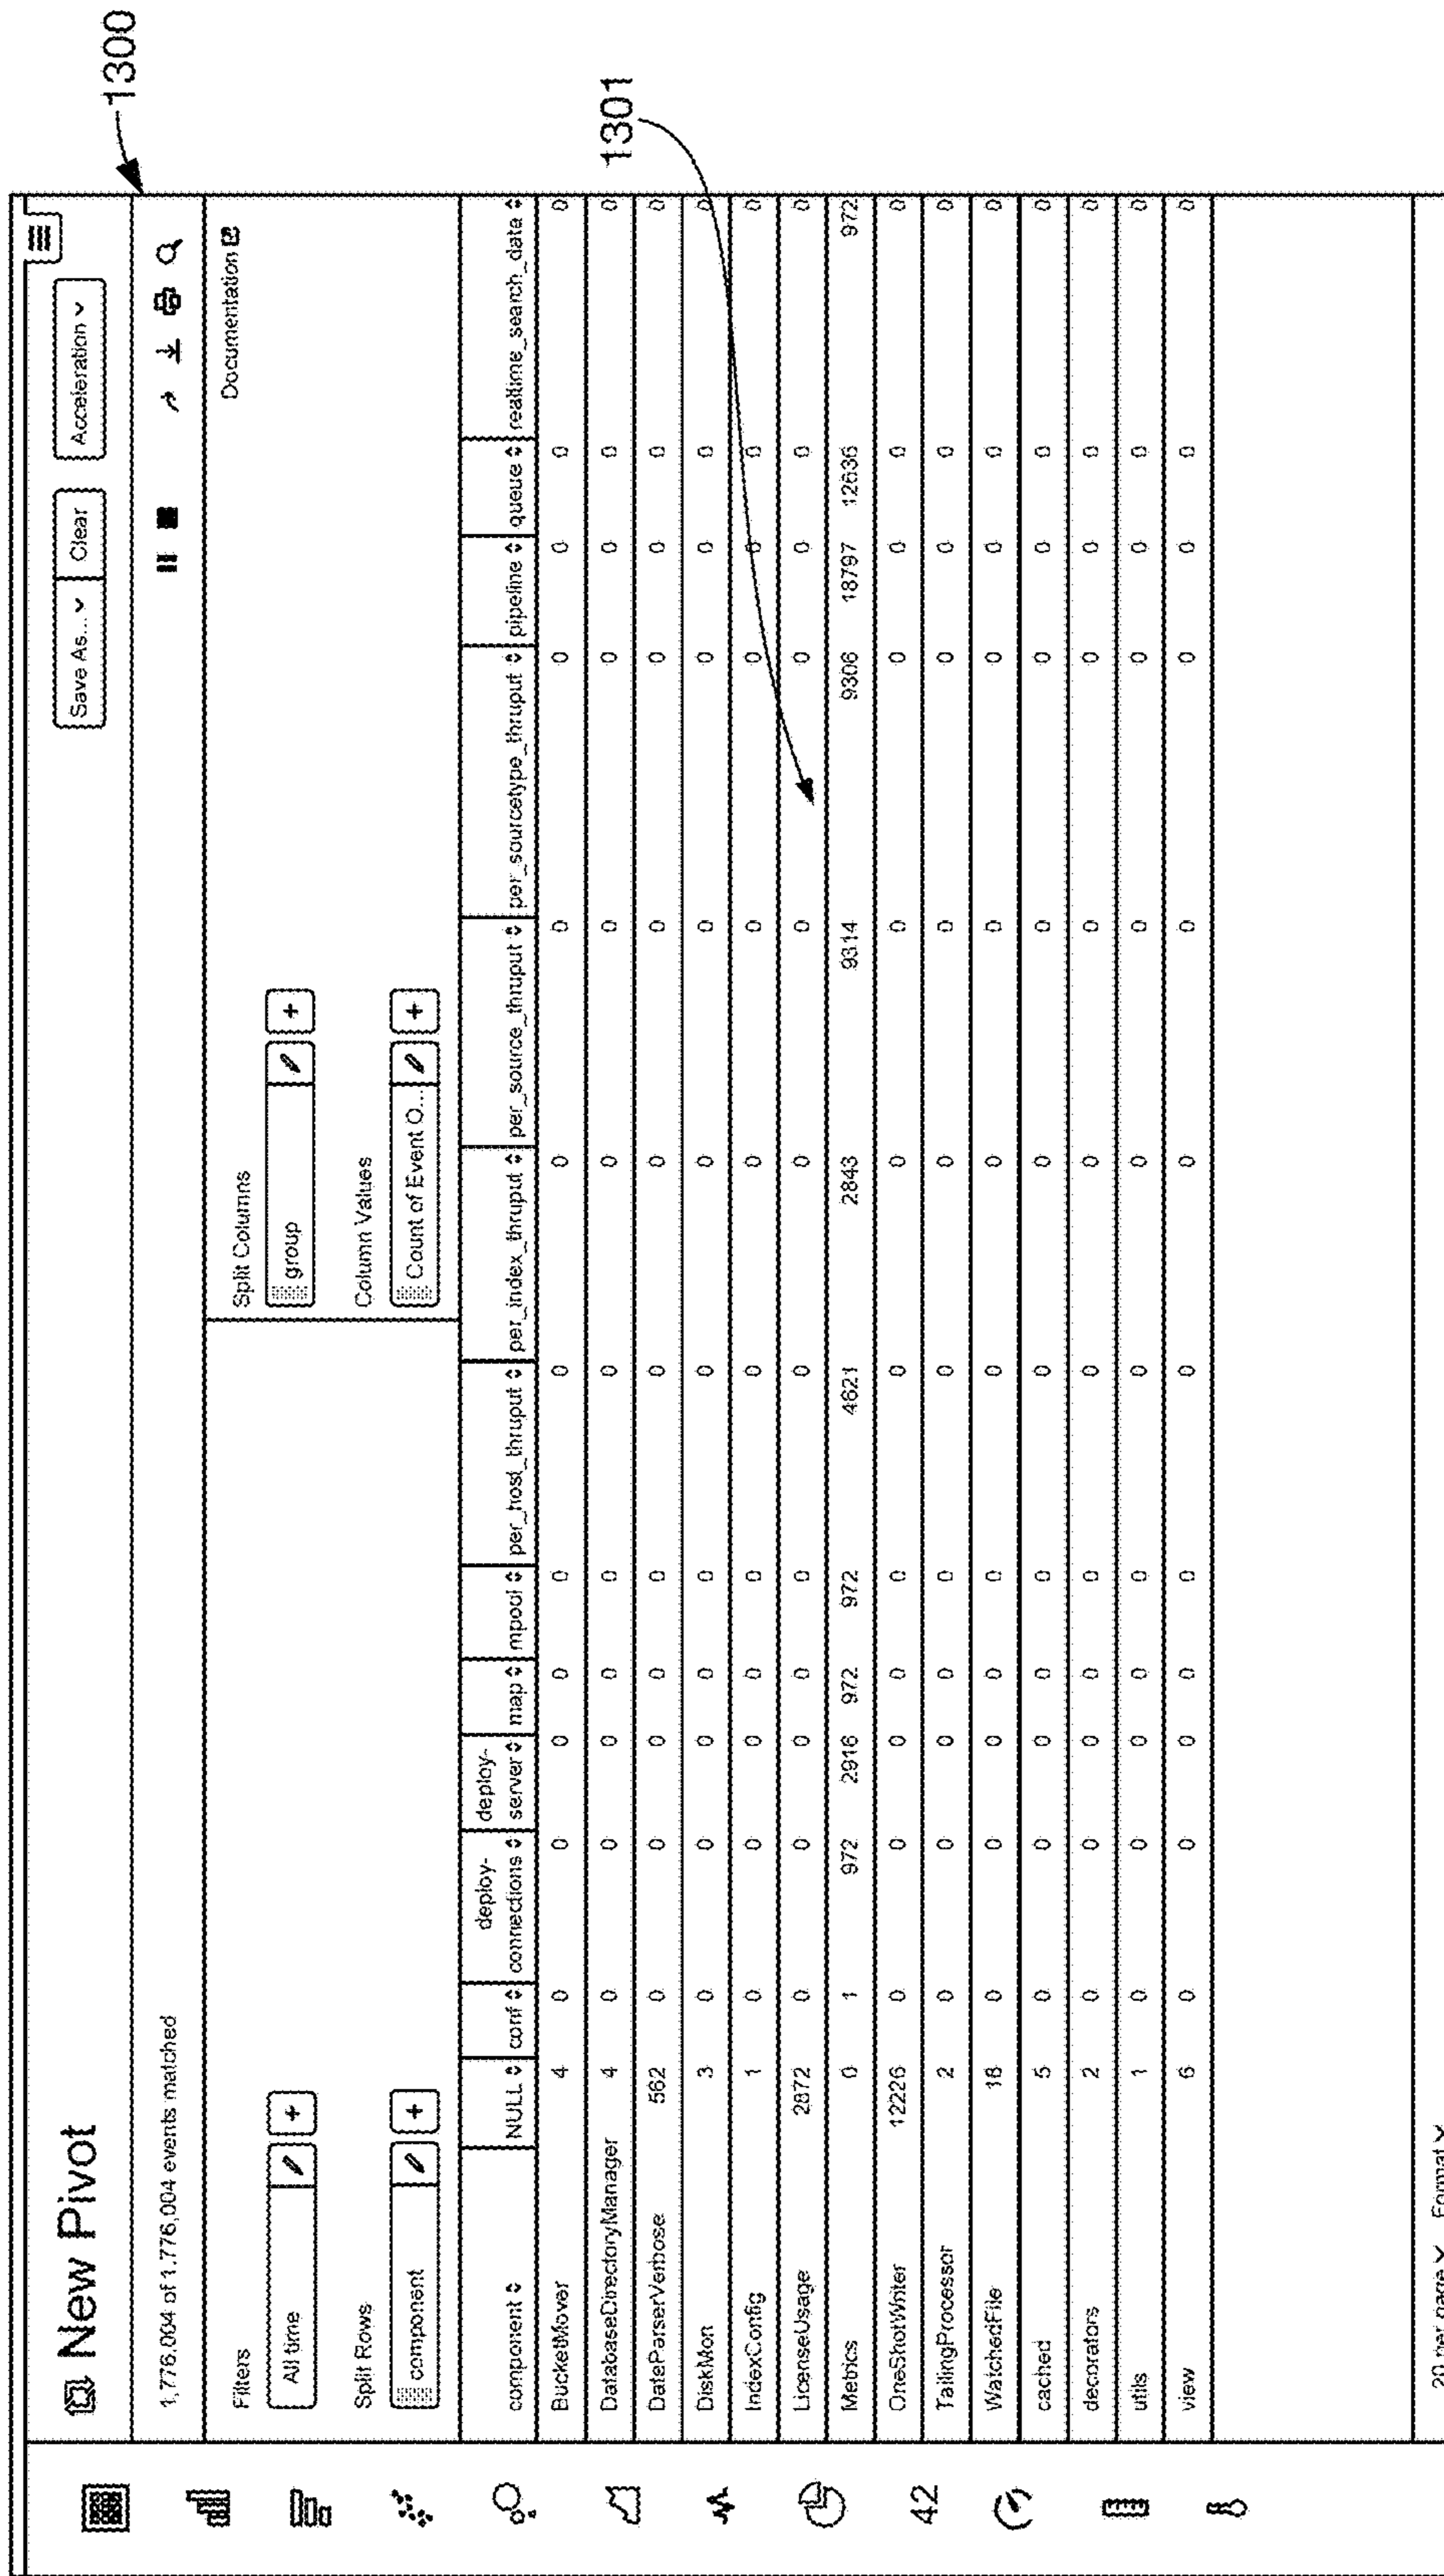 1300
New Pivot
Save As... Clear Acceleration
1,776,004 of 1,776,004 events matched
Filters Split Columns Documentation
All time + group +
Split Rows Column Values
component + Count of Event O... +
component NULL conf deploy-connections deploy-server map mpool per_host_thruput per_index_thruput per_source_thruput per_sourcetype_thruput pipeline queue realtime_search_data
BucketMover 4 0 0 0 0 0 0 0 0 0 0 0 0
DatabaseDirectoryManager 4 0 0 0 0 0 0 0 0 0 0 0 0
DateParserVerbose 562 0 0 0 0 0 0 0 0 0 0 0 0
DiskMon 3 0 0 0 0 0 0 0 0 0 0 0 0
IndexConfig 1 0 0 0 0 0 0 0 0 0 0 0 0
LicenseUsage 2872 0 0 0 0 0 0 0 0 0 0 0 0
Metrics 0 1 972 2916 972 972 4621 2843 9314 9306 18797 12636 972
OneShotWriter 12226 0 0 0 0 0 0 0 0 0 0 0 0
TailingProcessor 2 0 0 0 0 0 0 0 0 0 0 0 0
WatchedFile 18 0 0 0 0 0 0 0 0 0 0 0 0
cached 5 0 0 0 0 0 0 0 0 0 0 0 0
decorators 2 0 0 0 0 0 0 0 0 0 0 0 0
utils 1 0 0 0 0 0 0 0 0 0 0 0 0
view 6 0 0 0 0 0 0 0 0 0 0 0 0
1301
42
20 per page Format